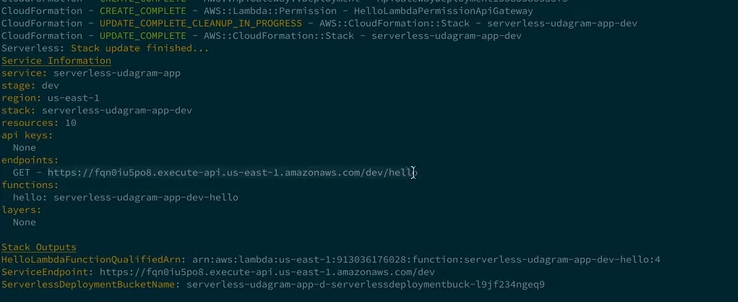 CloudFormation - CREATE_COMPLETE - AWS::Lambda::Permission - HelloLambdaPermissionApiGateway
CloudFormation - UPDATE_COMPLETE_CLEANUP_IN_PROGRESS - AWS::CloudFormation::Stack - serverless-udagram-app-dev
CloudFormation - UPDATE_COMPLETE - AWS::CloudFormation::Stack - serverless-udagram-app-dev
Serverless: Stack update finished...
Service Information
service: serverless-udagram-app
stage: dev
region: us-east-1
stack: serverless-udagram-app-dev
resources: 10
api keys:
None
endpoints:
GET - https://fqn0iu5po8.execute-api.us-east-1.amazonaws.com/dev/hello
functions:
hello: serverless-udagram-app-dev-hello
layers:
None
Stack Outputs
HelloLambdaFunctionQualifiedArn: arn:aws:lambda:us-east-1:913036176028:function:serverless-udagram-app-dev-hello:4
ServiceEndpoint: https://fqn0iu5po8.execute-api.us-east-1.amazonaws.com/dev
ServerlessDeploymentBucketName: serverless-udagram-app-d-serverlessdeploymentbuck-l9jf234ngeq9